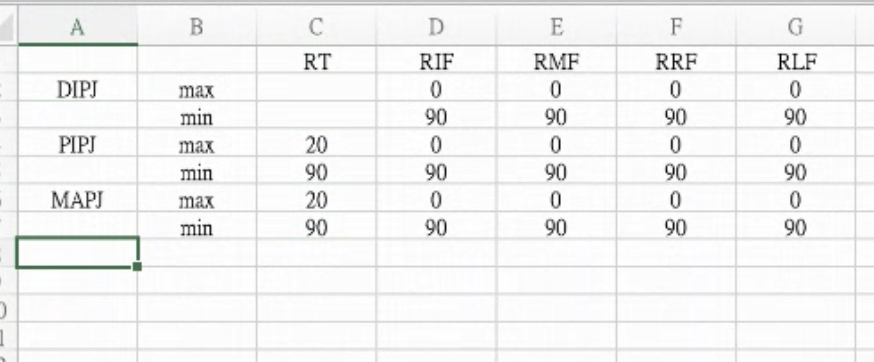 A B C D E F G
RT RIF RMF RRF RLF
DIPJ max 0 0 0 0
min 90 90 90 90
PIPJ max 20 0 0 0 0
min 90 90 90 90 90
MAPJ max 20 0 0 0 0
min 90 90 90 90 90